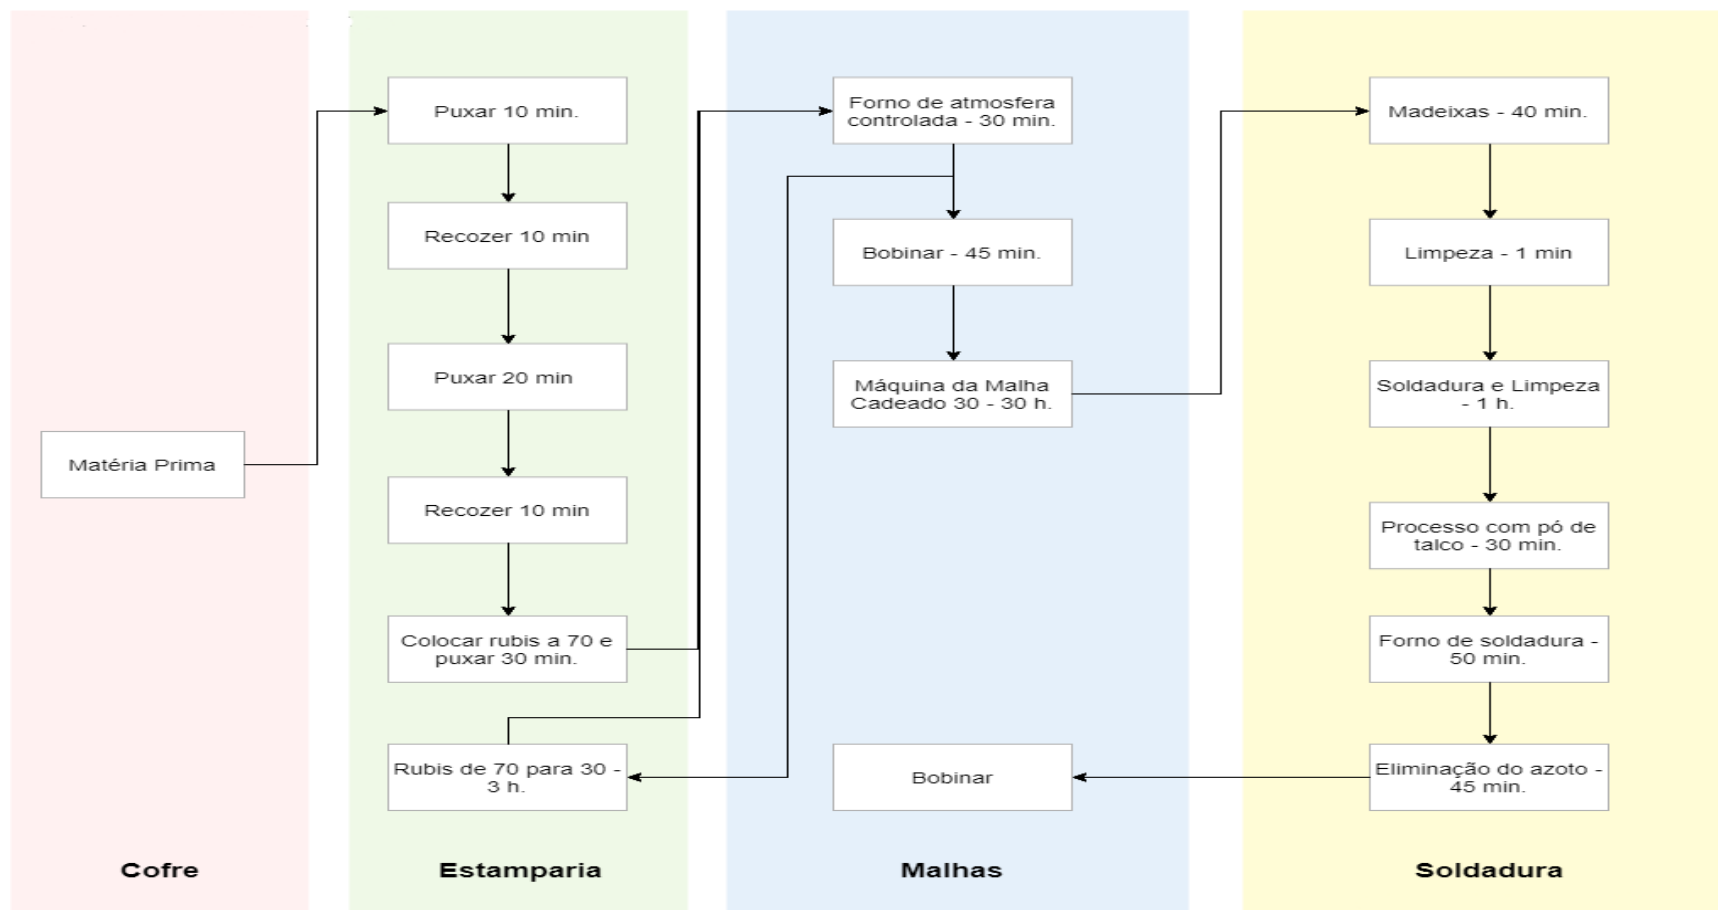 Matéria Prima
Cofre
Puxar 10 min.
Recozer 10 min
Puxar 20 min
Recozer 10 min
Colocar rubis a 70 e
puxar 30 min.
Rubis de 70 para 30 -
3 h.
Estamparia
Forno de atmosfera
controlada - 30 min.
Bobinar - 45 min.
Máquina da Malha
Cadeado 30 - 30 h.
Bobinar
Malhas
Madeixas - 40 min.
Limpeza - 1 min
Soldadura e Limpeza
- 1 h.
Processo com pó de
talco - 30 min.
Forno de soldadura -
50 min.
Eliminação do azoto -
45 min.
Soldadura